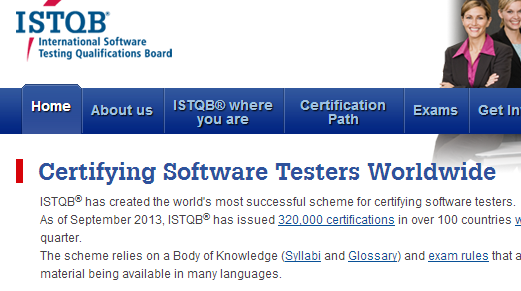 ISTQB®
International Software
Testing Qualifications Board
Home
About us
ISTQB® where
you are
Certification
Path
Exams
Get In
Certifying Software Testers Worldwide
ISTQB® has created the world's most successful scheme for certifying software testers.
As of September 2013, ISTQB® has issued 320,000 certifications in over 100 countries w
quarter.
The scheme relies on a Body of Knowledge (Syllabi and Glossary) and exam rules that a
material being available in many languages.